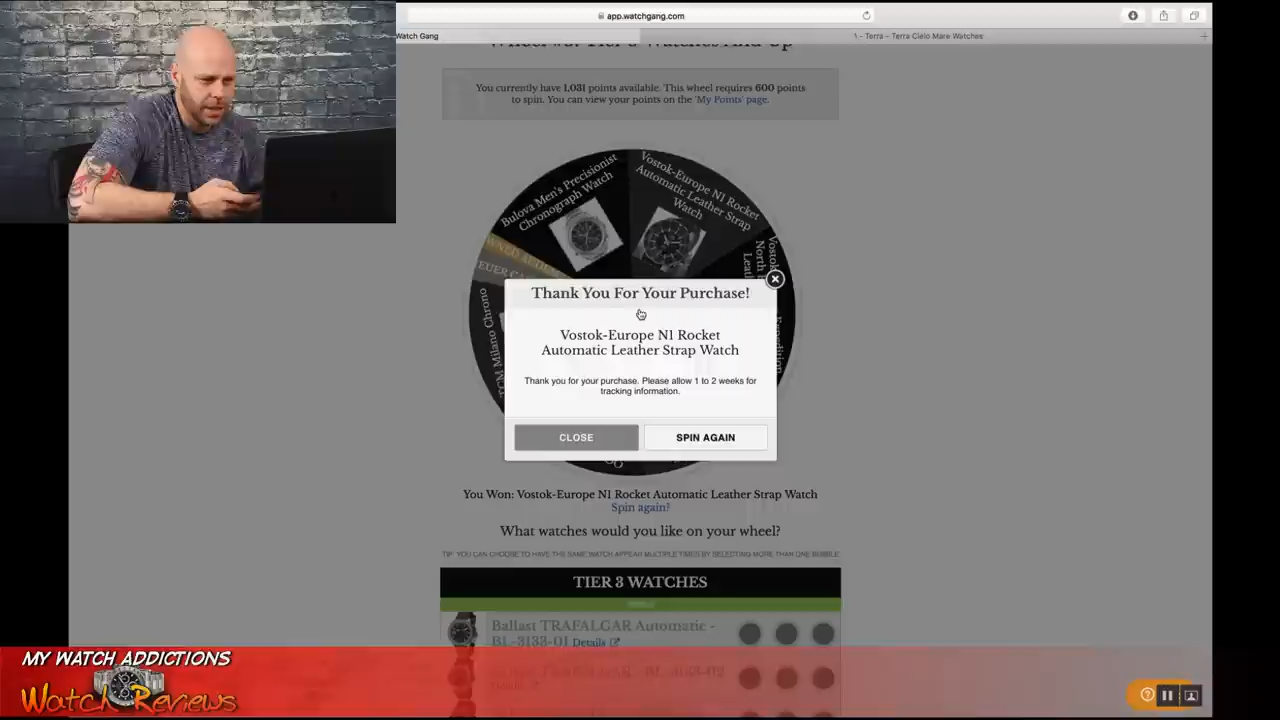 app.watchgang.com
Watch Gang
1 - Terra - Terra Cielo Mare Watches
You currently have 1,031 points available. This wheel requires 600 points
to spin. You can view your points on the 'My Points' page.
Bulova Men's Precisionist
Chronograph Watch
Vostok-Europe N1 Rocket
Automatic Leather Strap
Watch
Vostok
North
TCM Milano Chrono
Expedition
Thank You For Your Purchase!
Vostok-Europe N1 Rocket
Automatic Leather Strap Watch
Thank you for your purchase. Please allow 1 to 2 weeks for
tracking information.
CLOSE
SPIN AGAIN
You Won: Vostok-Europe N1 Rocket Automatic Leather Strap Watch
Spin again?
What watches would you like on your wheel?
TIP: YOU CAN CHOOSE TO HAVE THE SAME WATCH APPEAR MULTIPLE TIMES BY SELECTING MORE THAN ONE BUBBLE
TIER 3 WATCHES
Ballast TRAFALGAR Automatic -
BL-3133-01 Details
MY WATCH ADDICTIONS
Watch Reviews